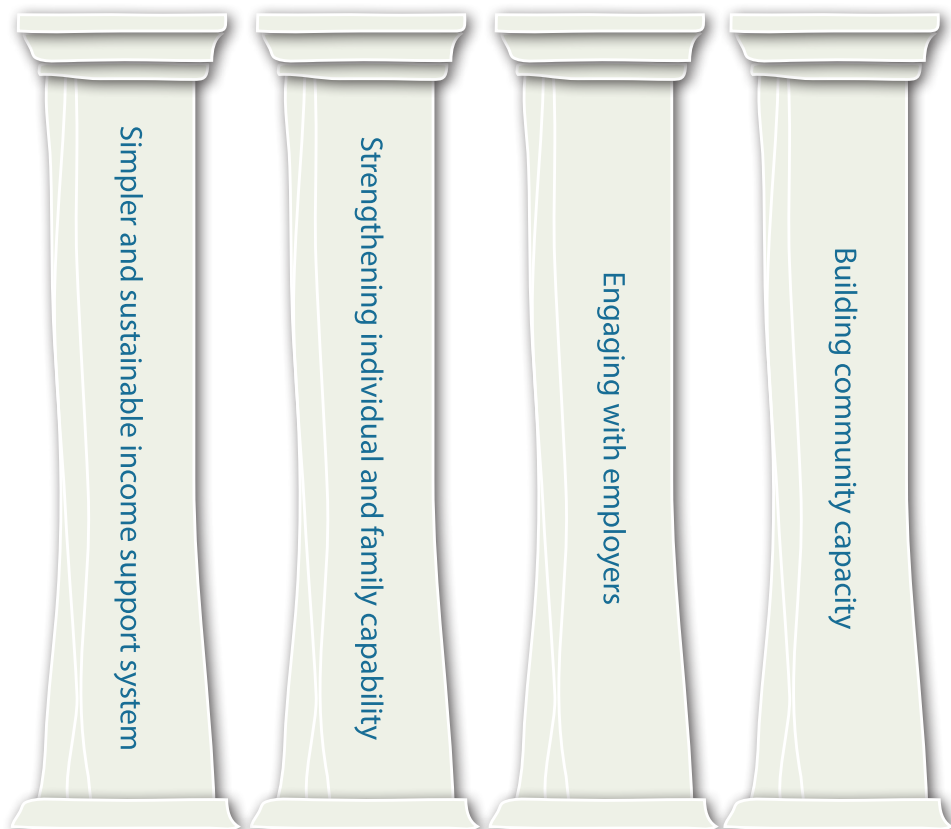 Simpler and sustainable income support system
Strengthening individual and family capability
Engaging with employers
Building community capacity